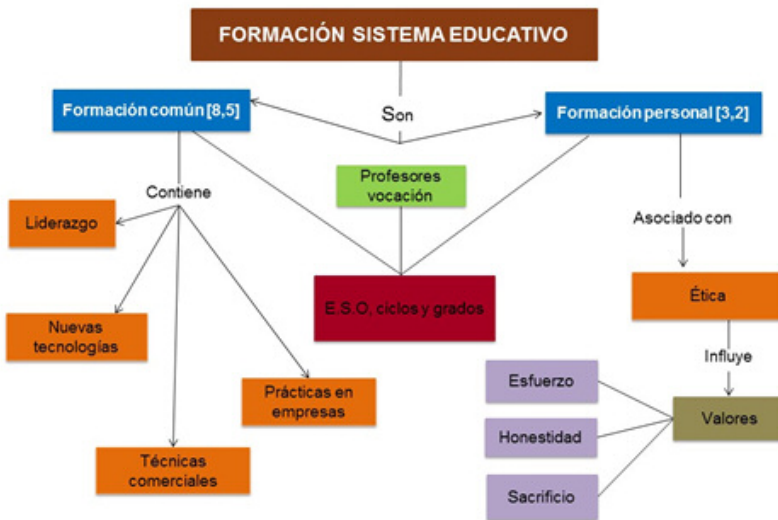 FORMACIÓN SISTEMA EDUCATIVO
Formación común [8,5]
Son
Formación personal [3,2]
Profesores
vocación
Contiene
Asociado con
Liderazgo
E.S.O, ciclos y grados
Ética
Nuevas
tecnologías
Influye
Prácticas en
empresas
Esfuerzo
Valores
Honestidad
Técnicas
comerciales
Sacrificio